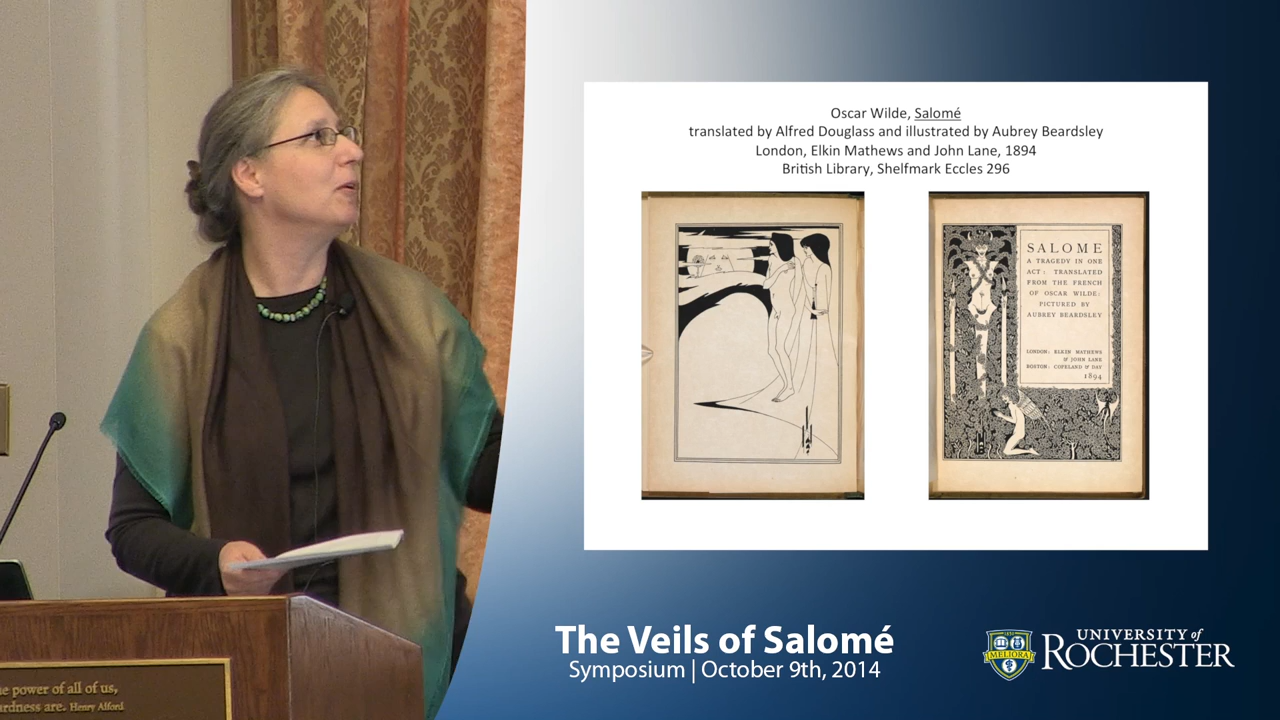 Oscar Wilde, Salomé
translated by Alfred Douglass and illustrated by Aubrey Beardsley
London, Elkin Mathews and John Lane, 1894
British Library, Shelfmark Eccles 296
SALOME
A TRAGEDY IN ONE
ACT: TRANSLATED
FROM THE FRENCH
OF OSCAR WILDE:
PICTURED BY
AUBREY BEARDSLEY
LONDON: ELKIN MATHEWS
& JOHN LANE
BOSTON: COPELAND & DAY
1894
The Veils of Salomé
Symposium | October 9th, 2014
MELIORA
UNIVERSITY of
ROCHESTER
e power of all of us,
rdness are. Henry Alford